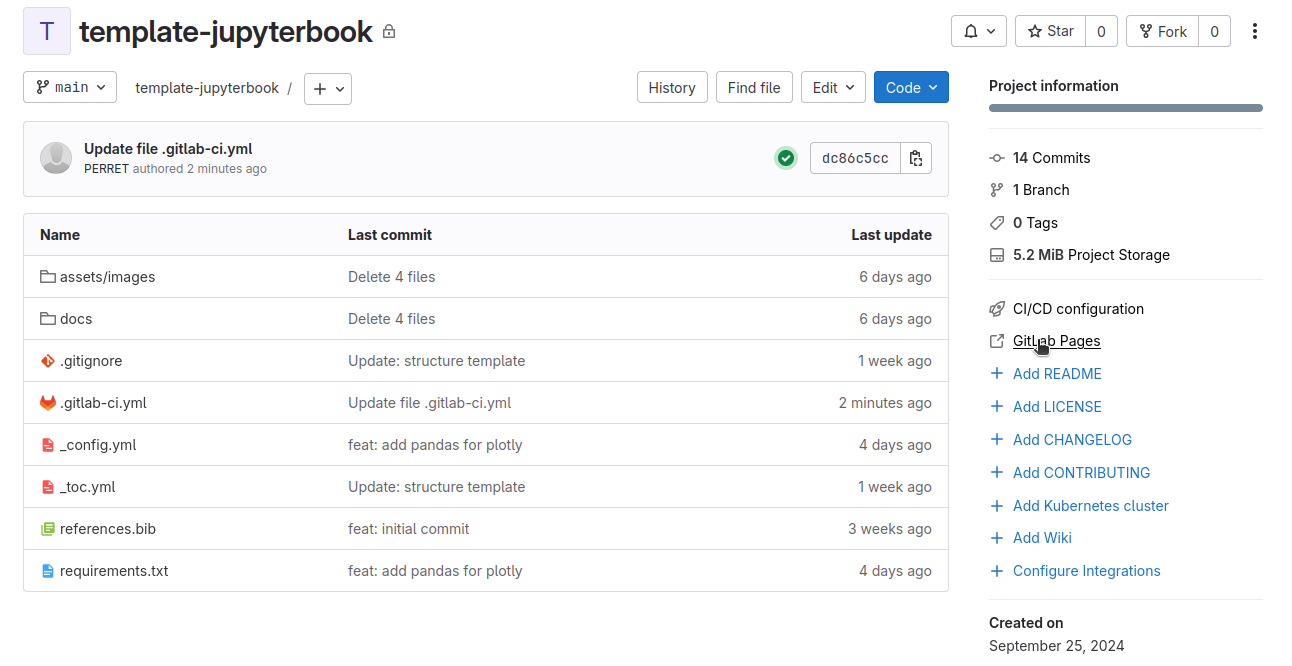 T template-jupyterbook Star 0 Fork 0
main template-jupyterbook / + History Find file Edit Code
Update file .gitlab-ci.yml
PERRET authored 2 minutes ago
dc86c5cc
Name Last commit Last update
assets/images Delete 4 files 6 days ago
docs Delete 4 files 6 days ago
.gitignore Update: structure template 1 week ago
.gitlab-ci.yml Update file .gitlab-ci.yml 2 minutes ago
_config.yml feat: add pandas for plotly 4 days ago
_toc.yml Update: structure template 1 week ago
references.bib feat: initial commit 3 weeks ago
requirements.txt feat: add pandas for plotly 4 days ago
Project information
14 Commits
1 Branch
0 Tags
5.2 MiB Project Storage
CI/CD configuration
GitLab Pages
+ Add README
+ Add LICENSE
+ Add CHANGELOG
+ Add CONTRIBUTING
+ Add Kubernetes cluster
+ Add Wiki
+ Configure Integrations
Created on
September 25, 2024